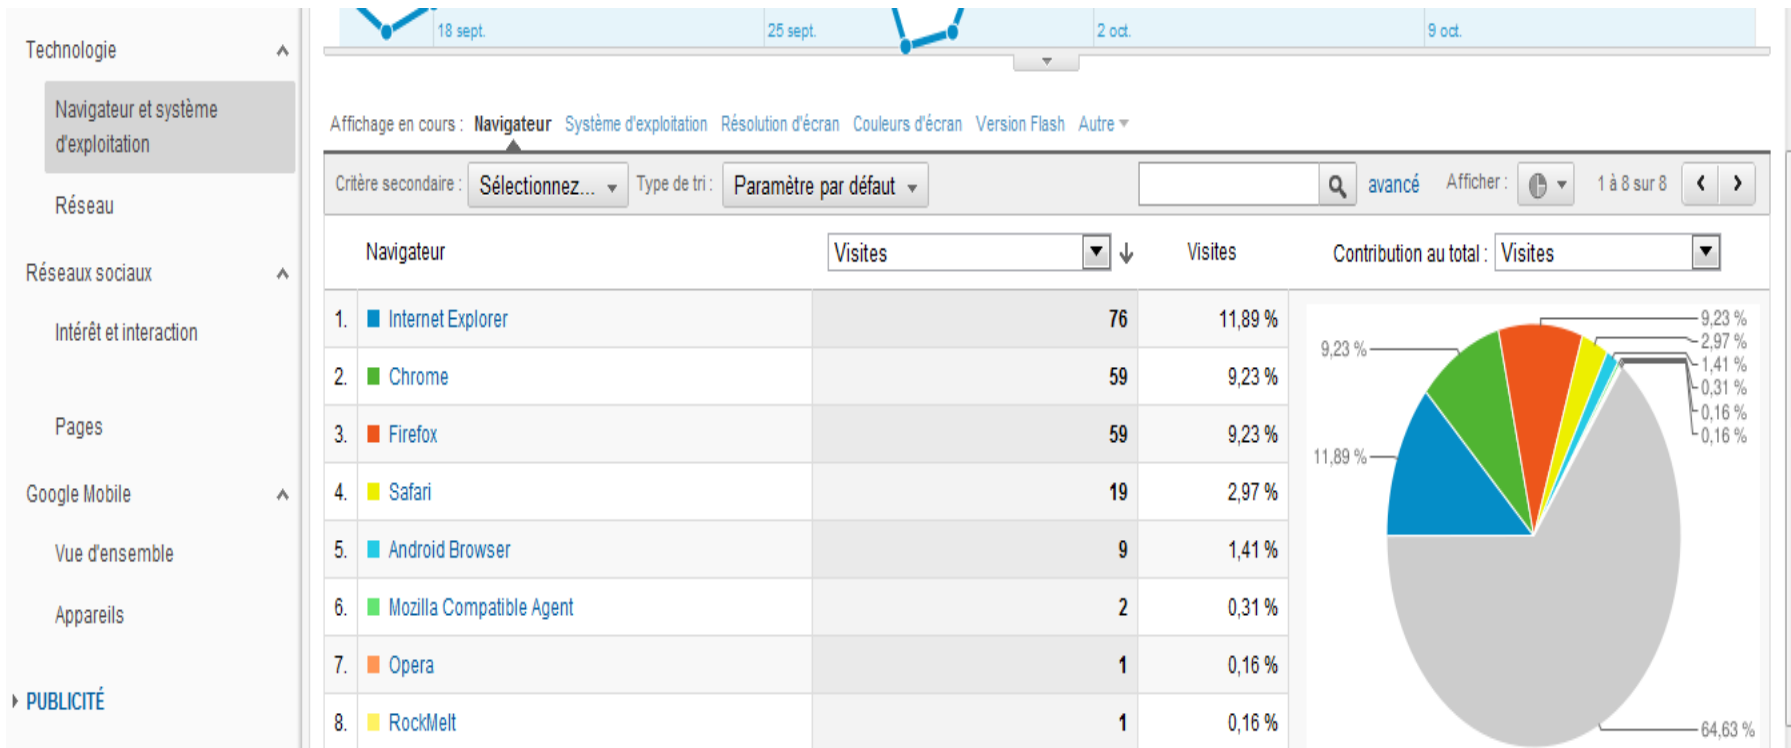 Technologie
Navigateur et système
d'exploitation
Réseau
Réseaux sociaux
Intérêt et interaction
Pages
Google Mobile
Vue d'ensemble
Appareils
PUBLICITÉ
18 sept.
25 sept.
2 oct.
9 oct.
Affichage en cours : Navigateur Système d'exploitation Résolution d'écran Couleurs d'écran Version Flash Autre
Critère secondaire : Sélectionnez... Type de tri : Paramètre par défaut avancé Afficher : 1 à 8 sur 8
Navigateur Visites Visites Contribution au total : Visites
1. Internet Explorer 76 11,89 %
2. Chrome 59 9,23 %
3. Firefox 59 9,23 %
4. Safari 19 2,97 %
5. Android Browser 9 1,41 %
6. Mozilla Compatible Agent 2 0,31 %
7. Opera 1 0,16 %
8. RockMelt 1 0,16 %
9,23 %
11,89 %
9,23 %
2,97 %
1,41 %
0,31 %
0,16 %
0,16 %
64,63 %